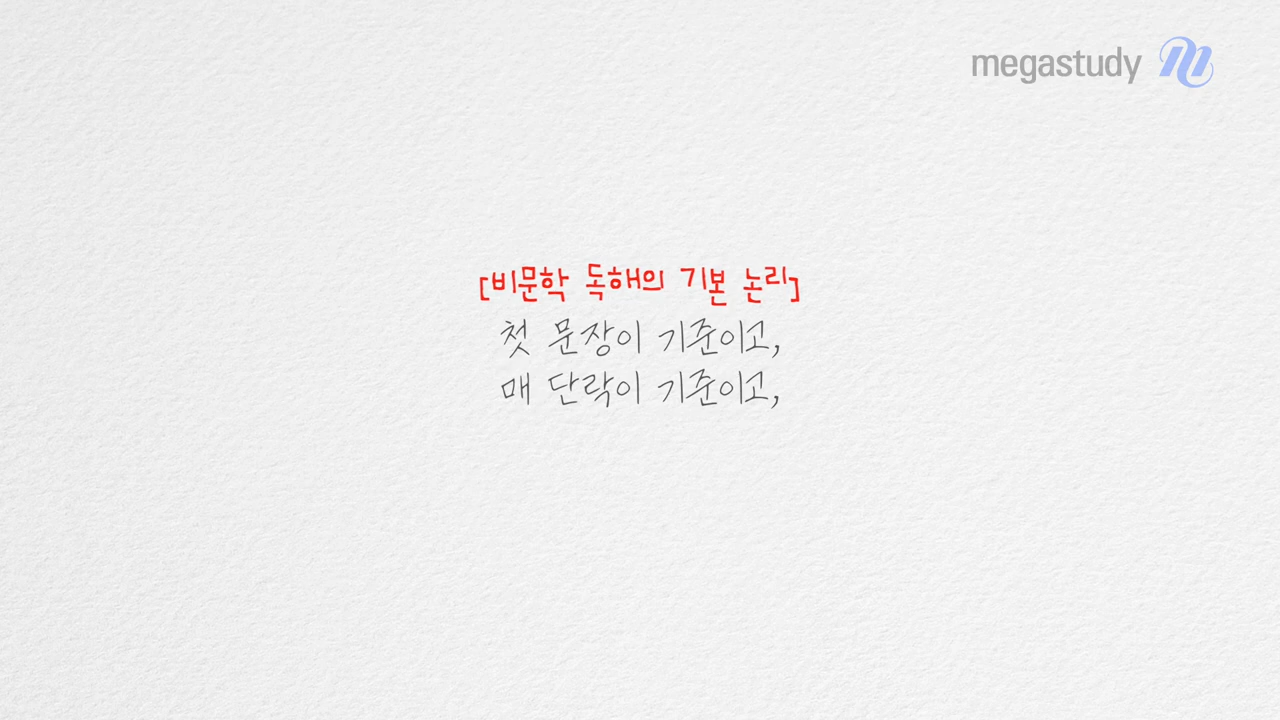 megastudy
[비문학 독해의 기본 논리]
첫 문장이 기준이고,
매 단락이 기준이고,